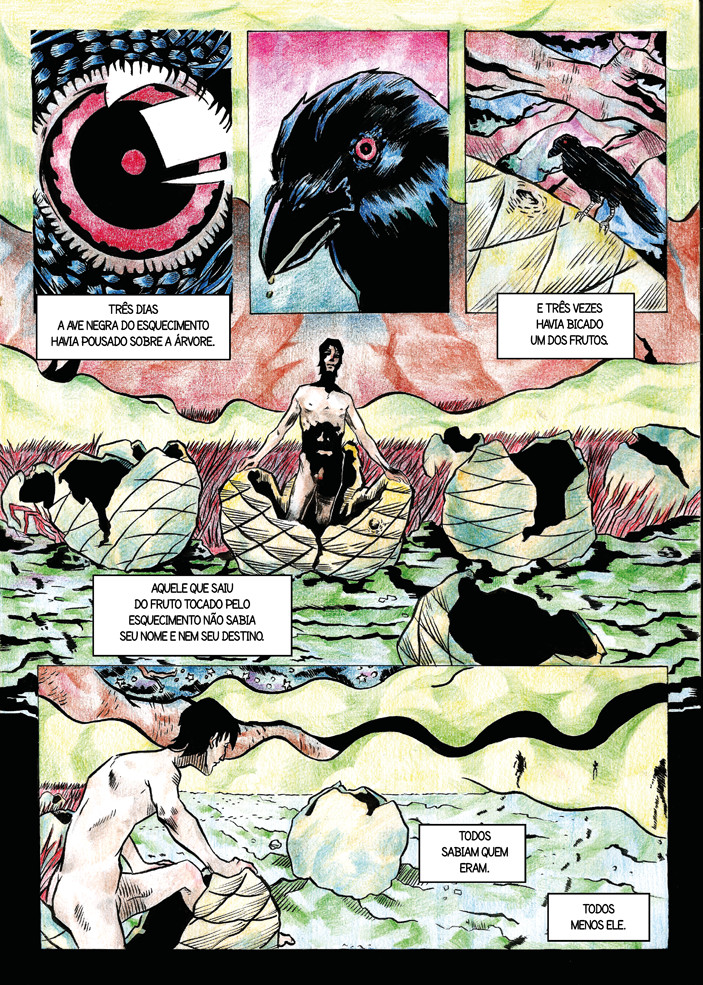 TRÊS DIAS
A AVE NEGRA DO ESQUECIMENTO
HAVIA POUSADO SOBRE A ÁRVORE.
E TRÊS VEZES
HAVIA BICADO
UM DOS FRUTOS.
AQUELE QUE SAIU
DO FRUTO TOCADO PELO
ESQUECIMENTO NÃO SABIA
SEU NOME E NEM SEU DESTINO.
TODOS
SABIAM QUEM
ERAM.
TODOS
MENOS ELE.